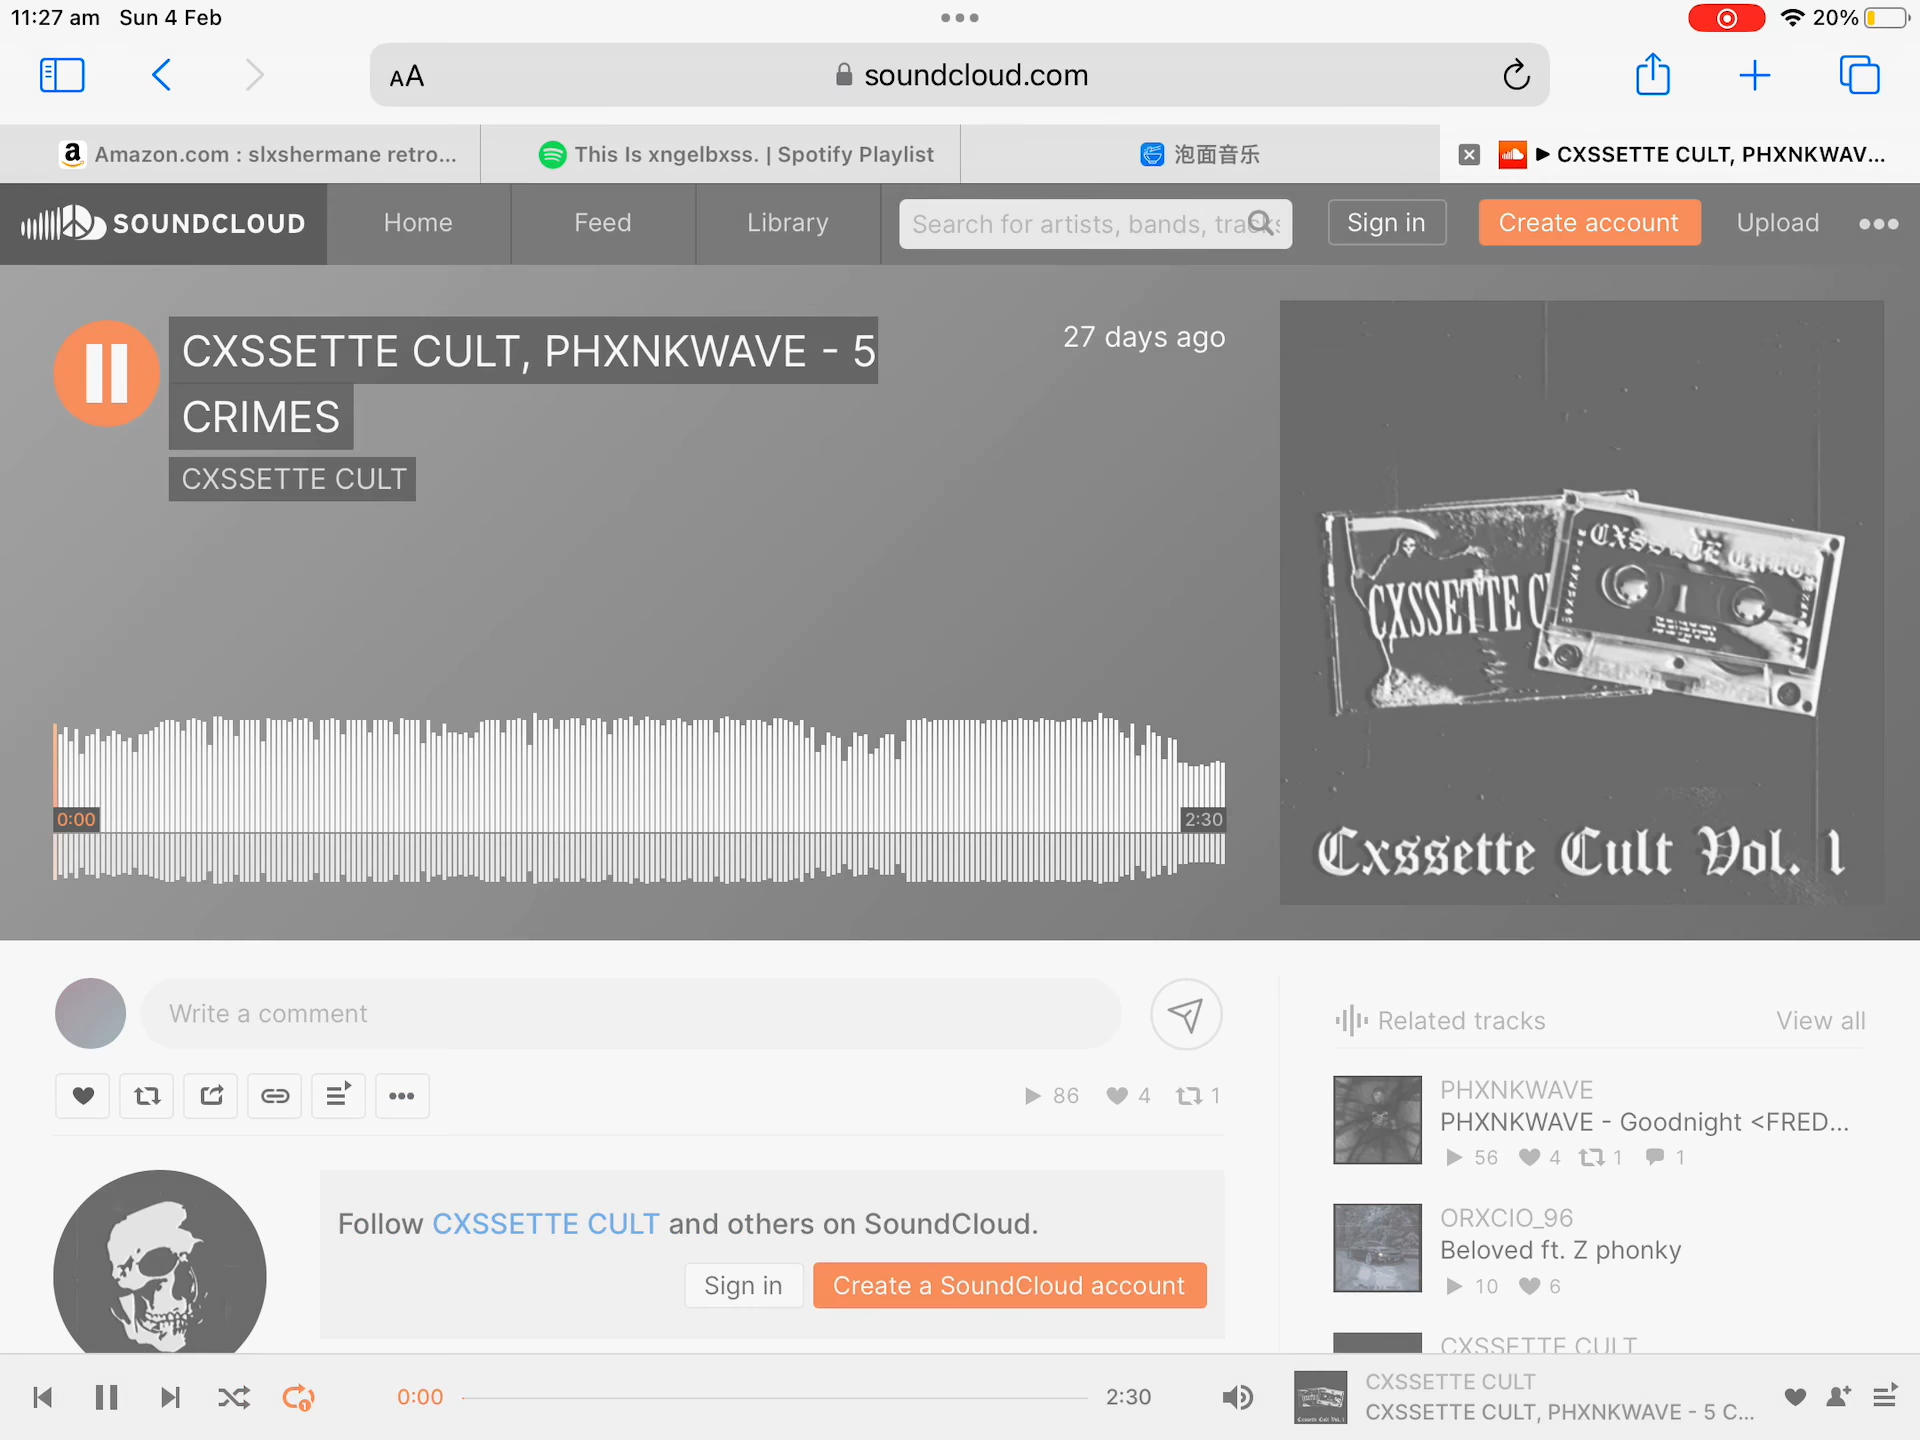 11:27 am Sun 4 Feb
20%
AA
soundcloud.com
Amazon.com : slxshermane retro...
This Is xngelbxss. | Spotify Playlist
泡面音乐
CXSSETTE CULT, PHXNKWAV...
SOUNDCLOUD
Home
Feed
Library
Search for artists, bands, tracks
Sign in
Create account
Upload
CXSSETTE CULT, PHXNKWAVE - 5
CRIMES
CXSSETTE CULT
27 days ago
CXSSETTE C
CXSSETTE CULT
0:00
2:30
Cxssette Cult Vol. 1
Write a comment
86
4
1
Follow CXSSETTE CULT and others on SoundCloud.
Sign in
Create a SoundCloud account
Related tracks
View all
PHXNKWAVE
PHXNKWAVE - Goodnight <FRED...
56 4 1 1
ORXCIO_96
Beloved ft. Z phonky
10 6
CXSSETTE CULT
0:00
2:30
CXSSETTE CULT
CXSSETTE CULT, PHXNKWAVE - 5 C...